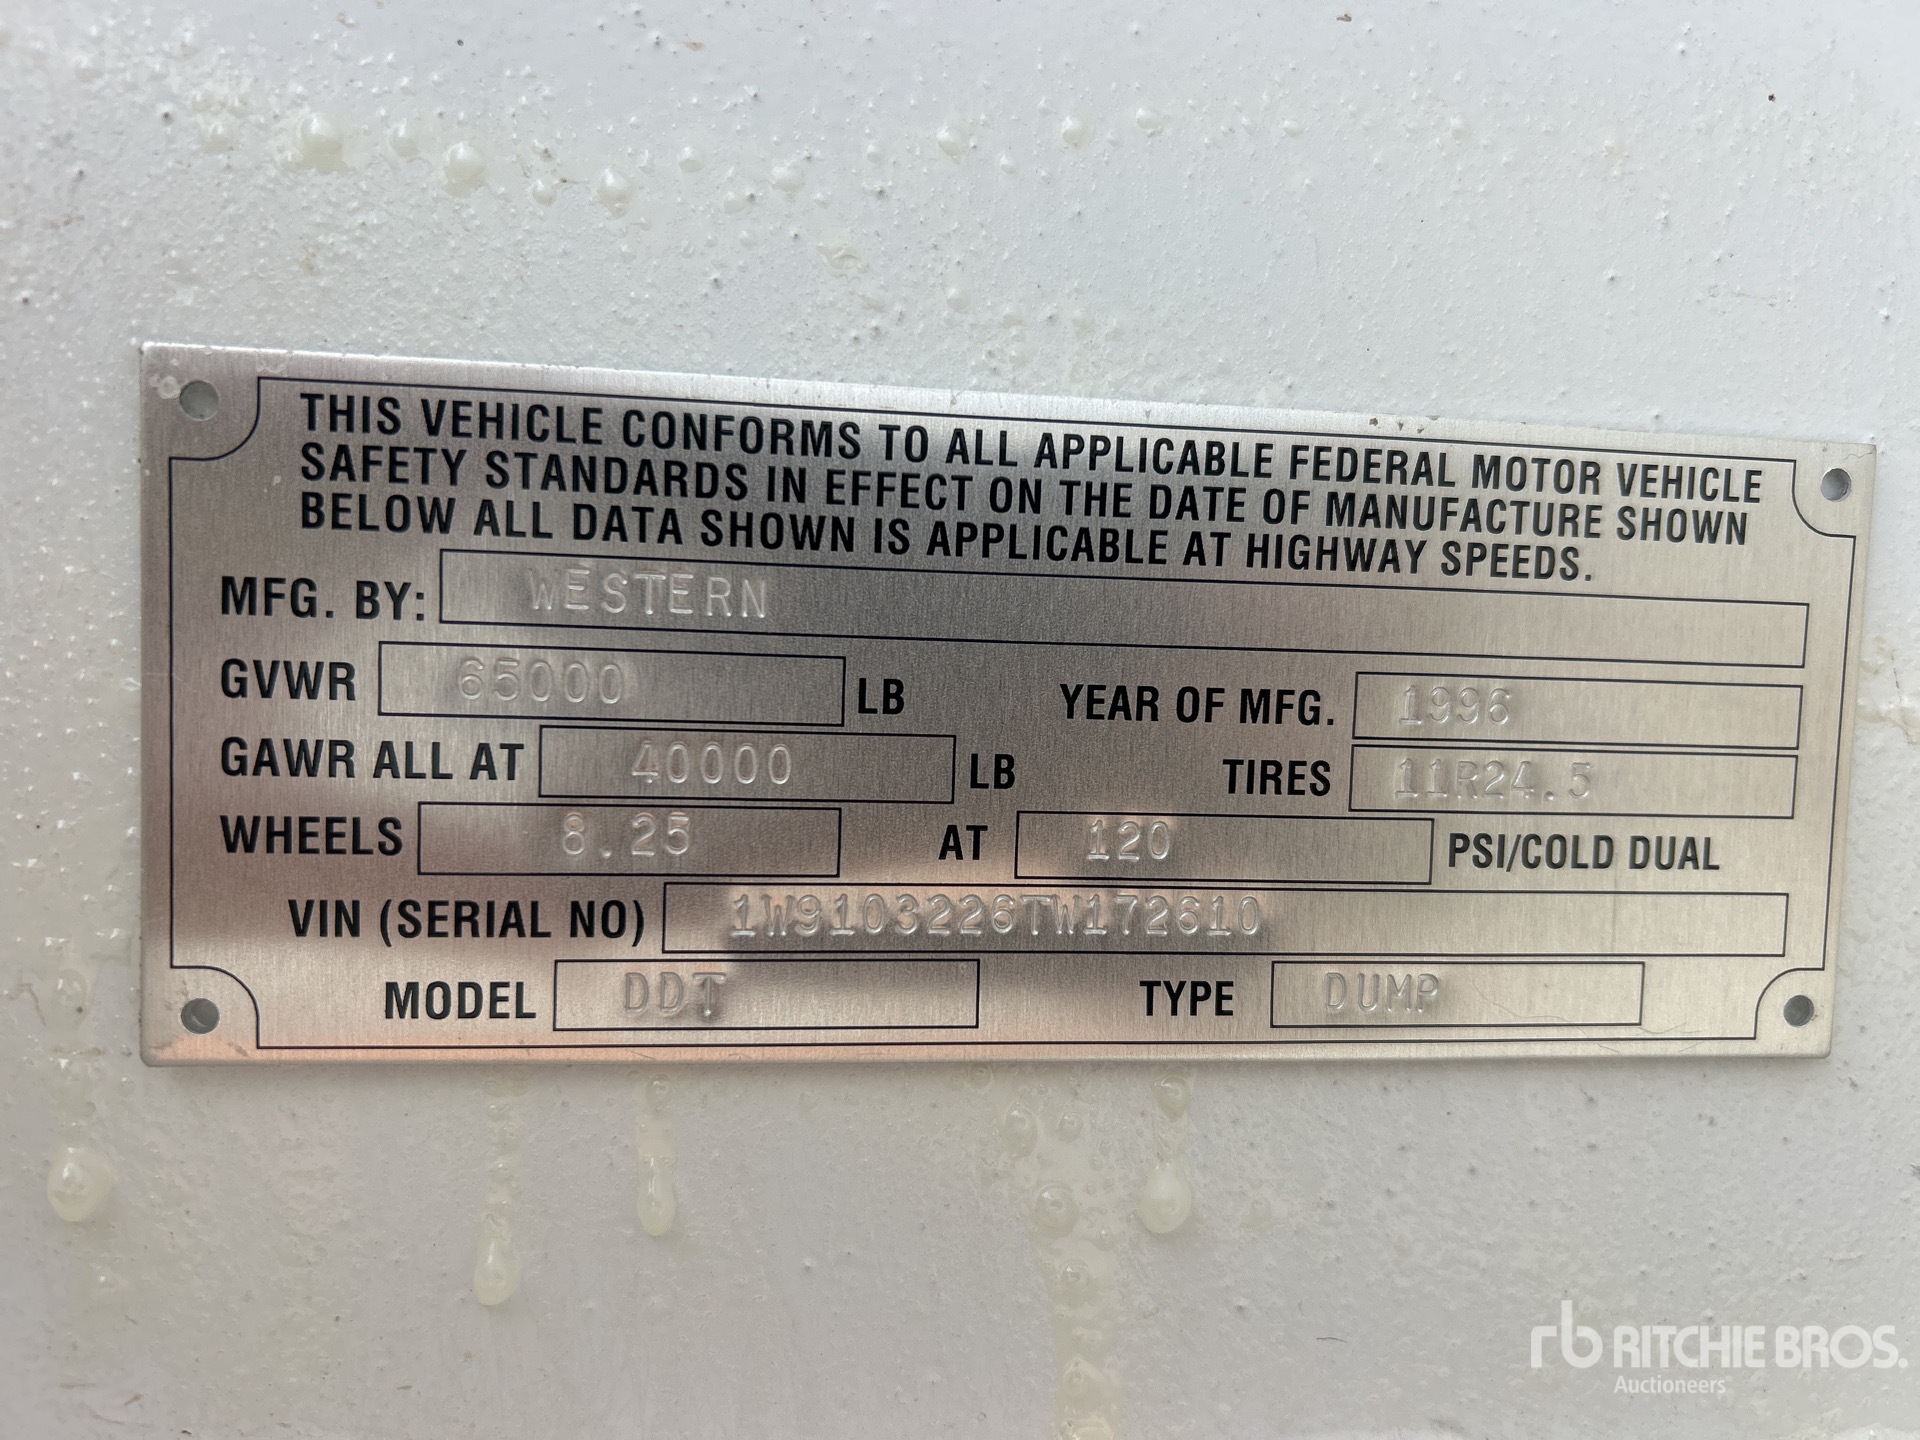 THIS VEHICLE CONFORMS TO ALL APPLICABLE FEDERAL MOTOR VEHICLE
SAFETY STANDARDS IN EFFECT ON THE DATE OF MANUFACTURE SHOWN
BELOW ALL DATA SHOWN IS APPLICABLE AT HIGHWAY SPEEDS.
MFG. BY: WESTERN
GVWR 65000 LB YEAR OF MFG. 1996
GAWR ALL AT 40000 LB TIRES 11R24.5
WHEELS 8.25 AT 120 PSI/COLD DUAL
VIN (SERIAL NO) 1W9103226TW172610
MODEL DDT TYPE DUMP
rb RITCHIE BROS.
Auctioneers